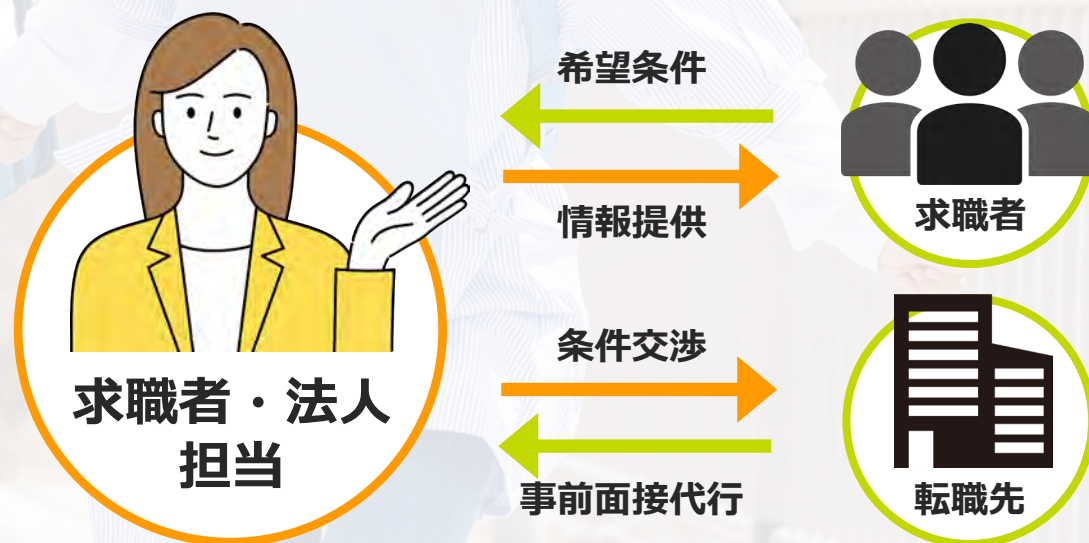 求職者・法人
担当
希望条件
情報提供
求職者
条件交渉
事前面接代行
転職先